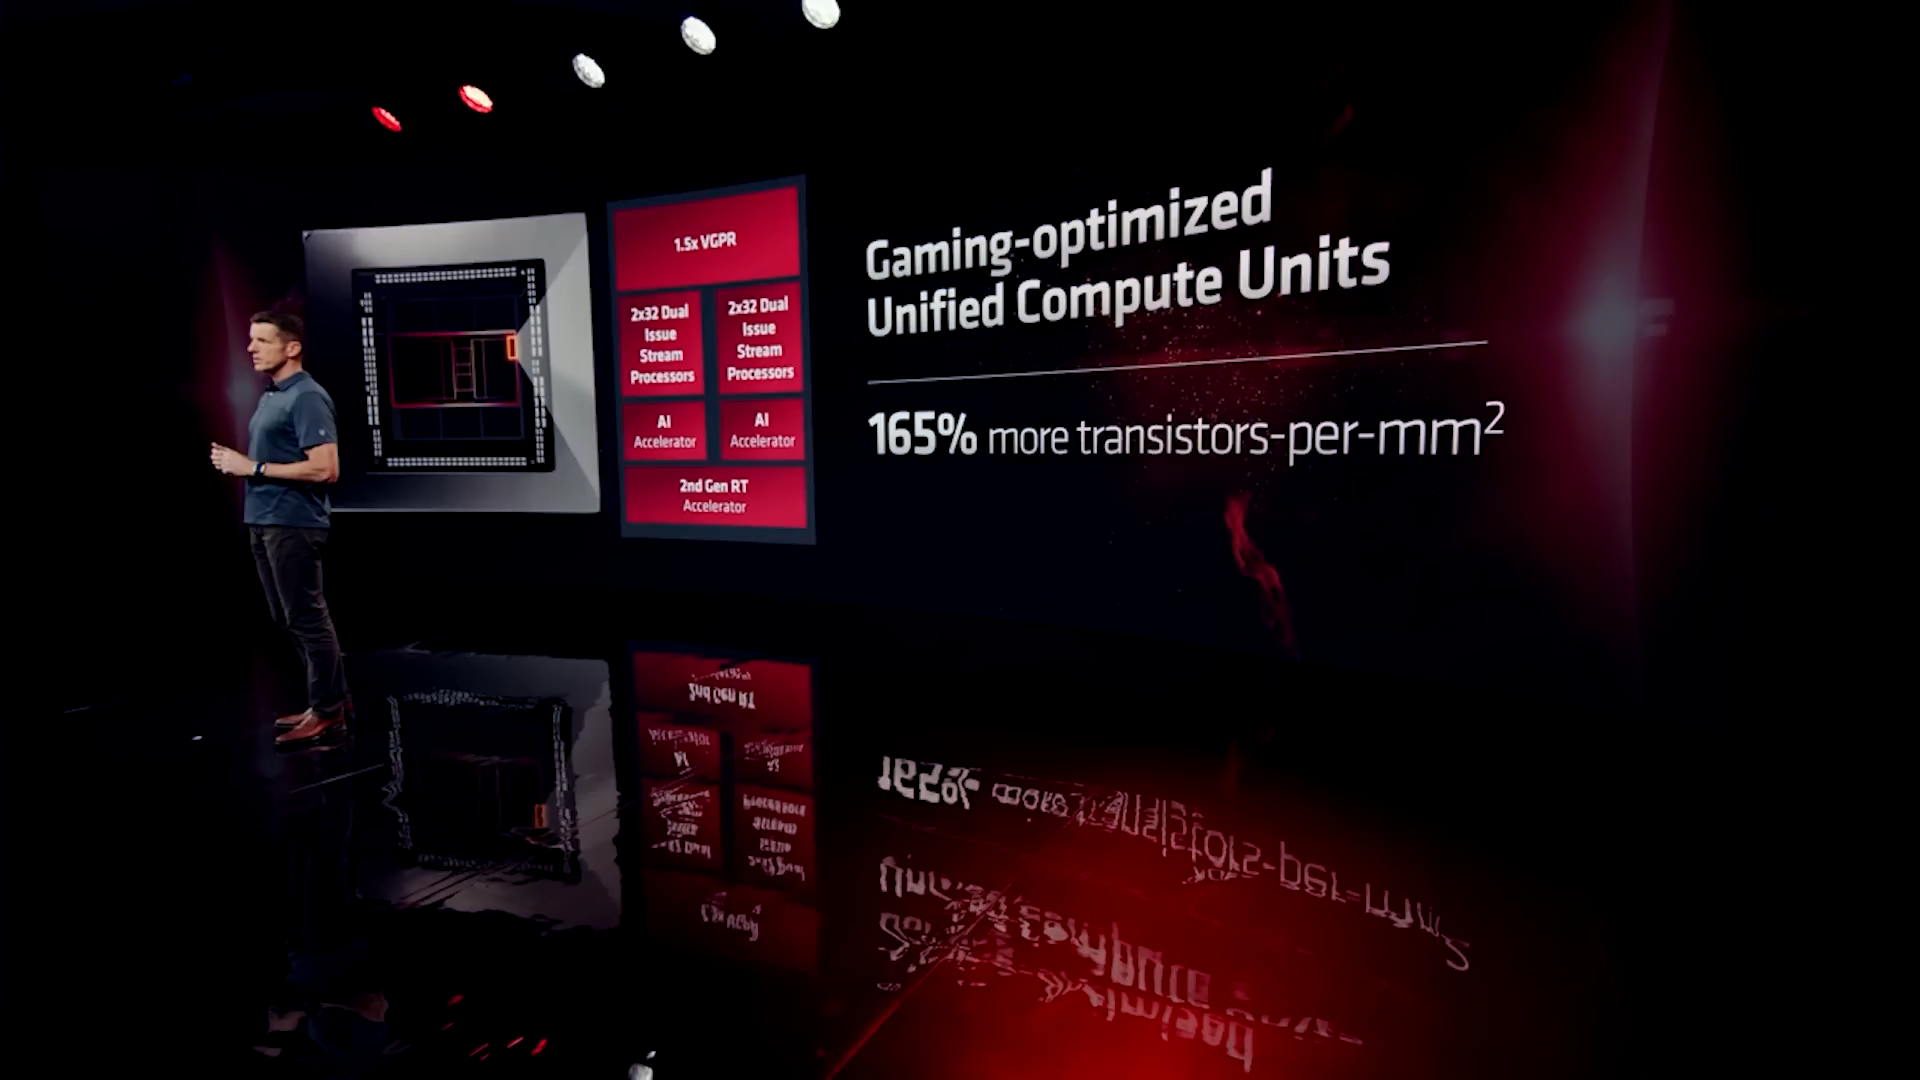 1.5x VGPR
2x32 Dual
Issue
Stream
Processors
2x32 Dual
Issue
Stream
Processors
AI
Accelerator
AI
Accelerator
2nd Gen RT
Accelerator
Gaming-optimized
Unified Compute Units
165% more transistors-per-mm²